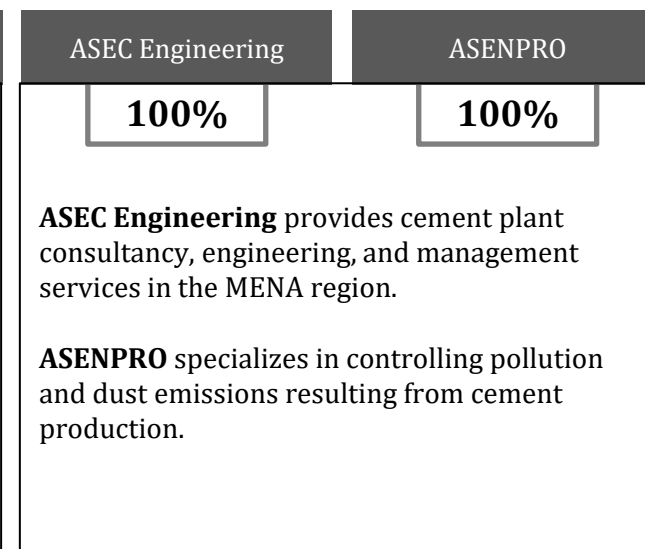 ASEC Engineering
ASENPRO
100%
100%
ASEC Engineering provides cement plant
consultancy, engineering, and management
services in the MENA region.
ASENPRO specializes in controlling pollution
and dust emissions resulting from cement
production.